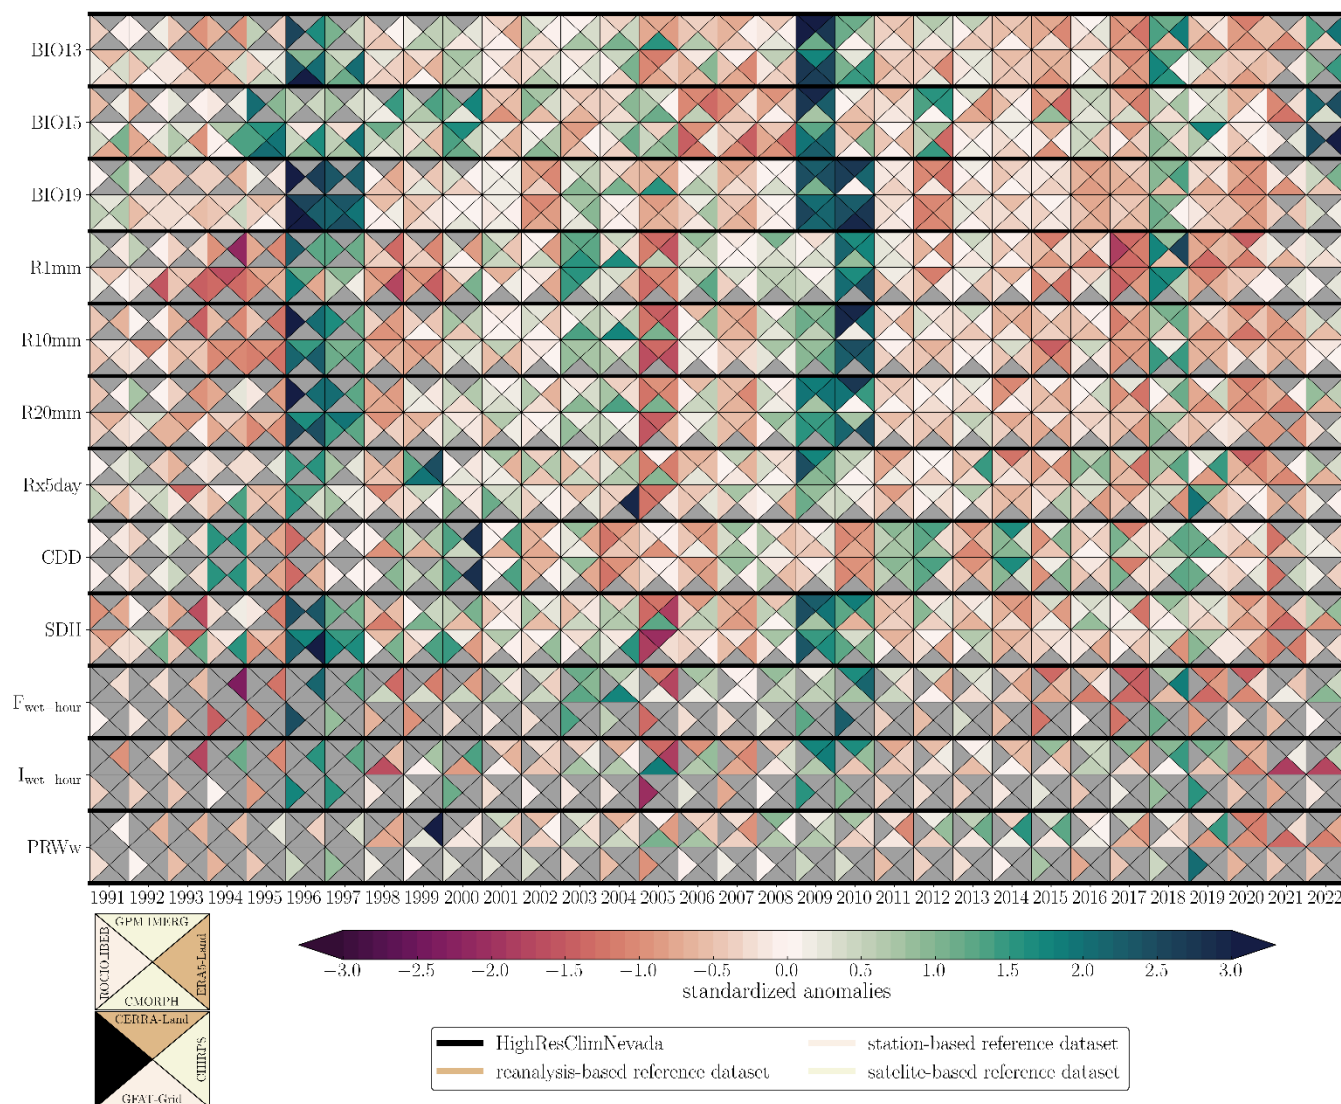 BIO13
BIO15
BIO19
R1mm
R10mm
R20mm
Rx5day
CDD
SDII
Fwet hour
Iwet hour
PRWw
1991 1992 1993 1994 1995 1996 1997 1998 1999 2000 2001 2002 2003 2004 2005 2006 2007 2008 2009 2010 2011 2012 2013 2014 2015 2016 2017 2018 2019 2020 2021 2022
GPM IMERG
ROCIO_IBEB
ERA5-Land
CMORPH
CERRA-Land
CHIRPS
GFAT-Grid
−3.0 −2.5 −2.0 −1.5 −1.0 −0.5 0.0 0.5 1.0 1.5 2.0 2.5 3.0
standardized anomalies
HighResClimNevada
reanalysis-based reference dataset
station-based reference dataset
satelite-based reference dataset